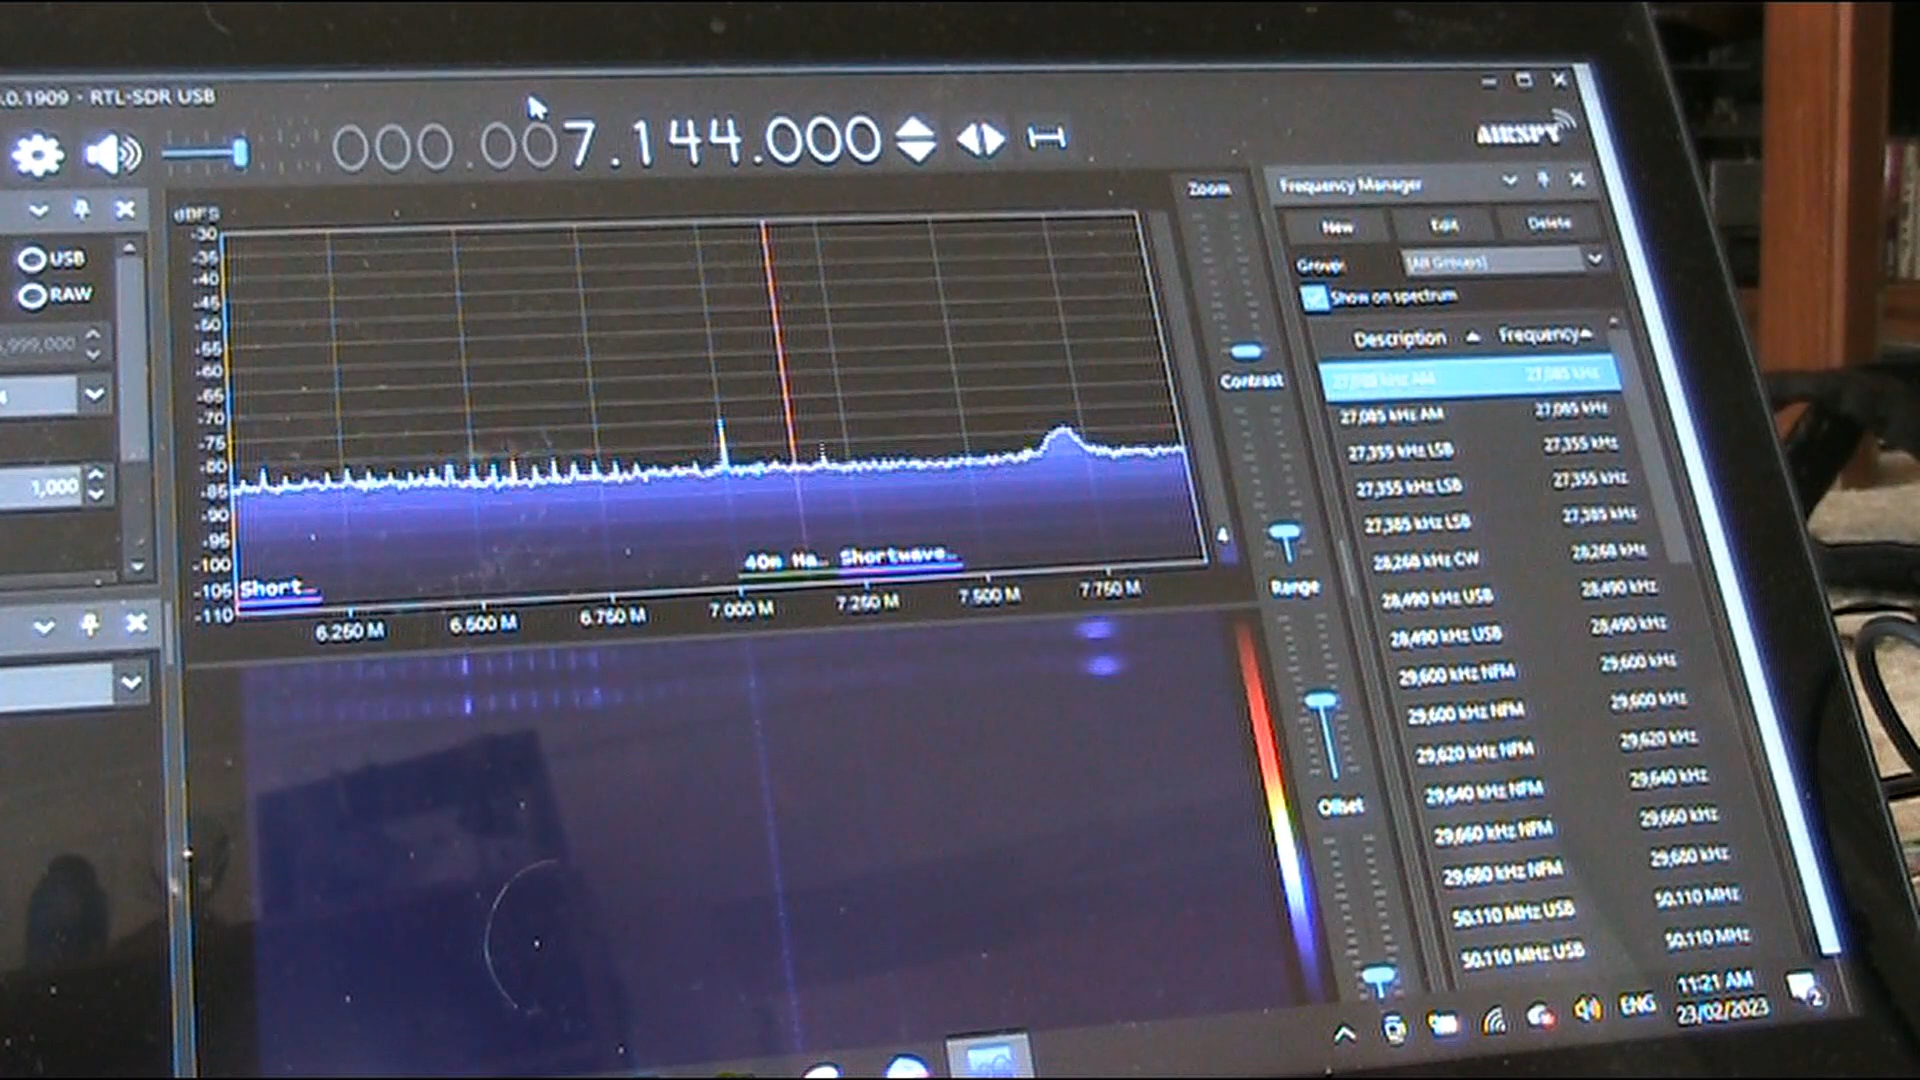 .0.1909 - RTL-SDR USB
000.007.144.000
AIRSPY
USB
RAW
,999,000
1,000
dBFS
-30
-35
-40
-45
-50
-55
-60
-65
-70
-75
-80
-85
-90
-95
-100
-105
-110
Short...
40m Ha... Shortwave...
6.250 M 6.500 M 6.750 M 7.000 M 7.250 M 7.500 M 7.750 M
Zoom
Contrast
4
Range
Offset
Frequency Manager
New Edit Delete
Group: [All Groups]
Show on spectrum
Description Frequency
27,085 kHz AM 27,085 kHz
27,355 kHz LSB 27,355 kHz
27,355 kHz LSB 27,355 kHz
27,385 kHz LSB 27,385 kHz
28,268 kHz CW 28,268 kHz
28,490 kHz USB 28,490 kHz
28,490 kHz USB 28,490 kHz
29,600 kHz NFM 29,600 kHz
29,600 kHz NFM 29,600 kHz
29,620 kHz NFM 29,620 kHz
29,640 kHz NFM 29,640 kHz
29,660 kHz NFM 29,660 kHz
29,680 kHz NFM 29,680 kHz
50.110 MHz USB 50.110 MHz
50.110 MHz USB 50.110 MHz
ENG
11:21 AM
23/02/2023
2